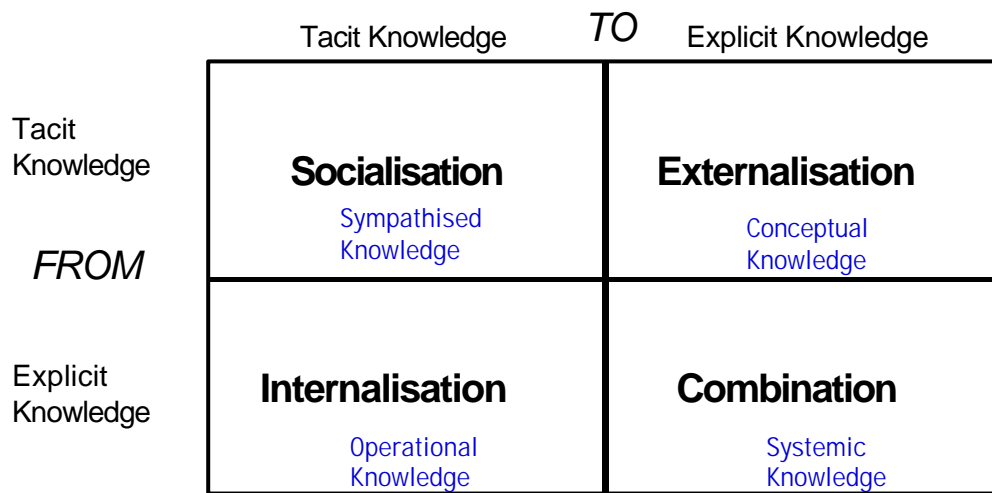 Tacit Knowledge TO Explicit Knowledge
Tacit
Knowledge
Socialisation
Sympathised
Knowledge
Externalisation
Conceptual
Knowledge
FROM
Explicit
Knowledge
Internalisation
Operational
Knowledge
Combination
Systemic
Knowledge